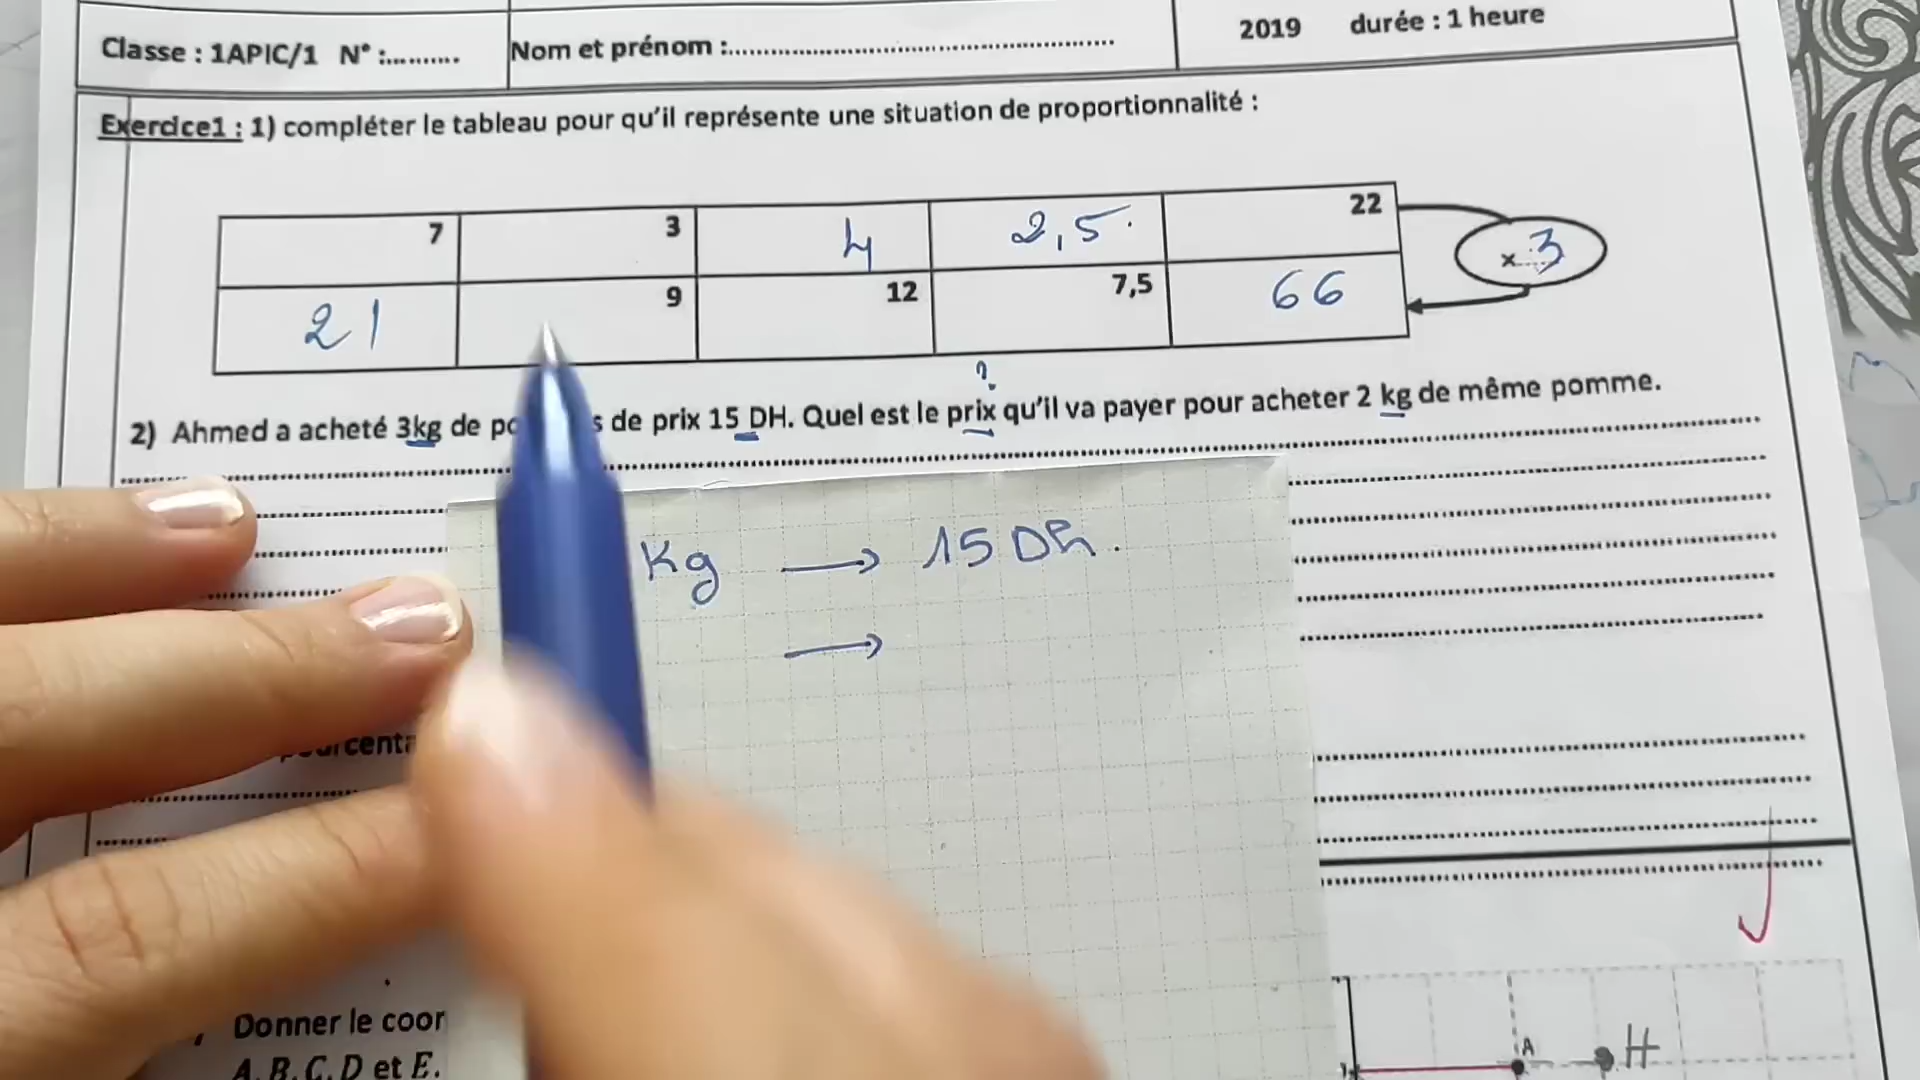 Classe : 1APIC/1 N° :.......... Nom et prénom :.................................................. 2019 durée : 1 heure
Exercice1 : 1) compléter le tableau pour qu'il représente une situation de proportionnalité :
7 3 4 2,5 22
× 3
21 9 12 7,5 66
?
2) Ahmed a acheté 3kg de de prix 15 DH. Quel est le prix qu'il va payer pour acheter 2 kg de même pomme.
Kg → 15 Dh.
→
Donner le coor
A, B, C, D et E.
A H